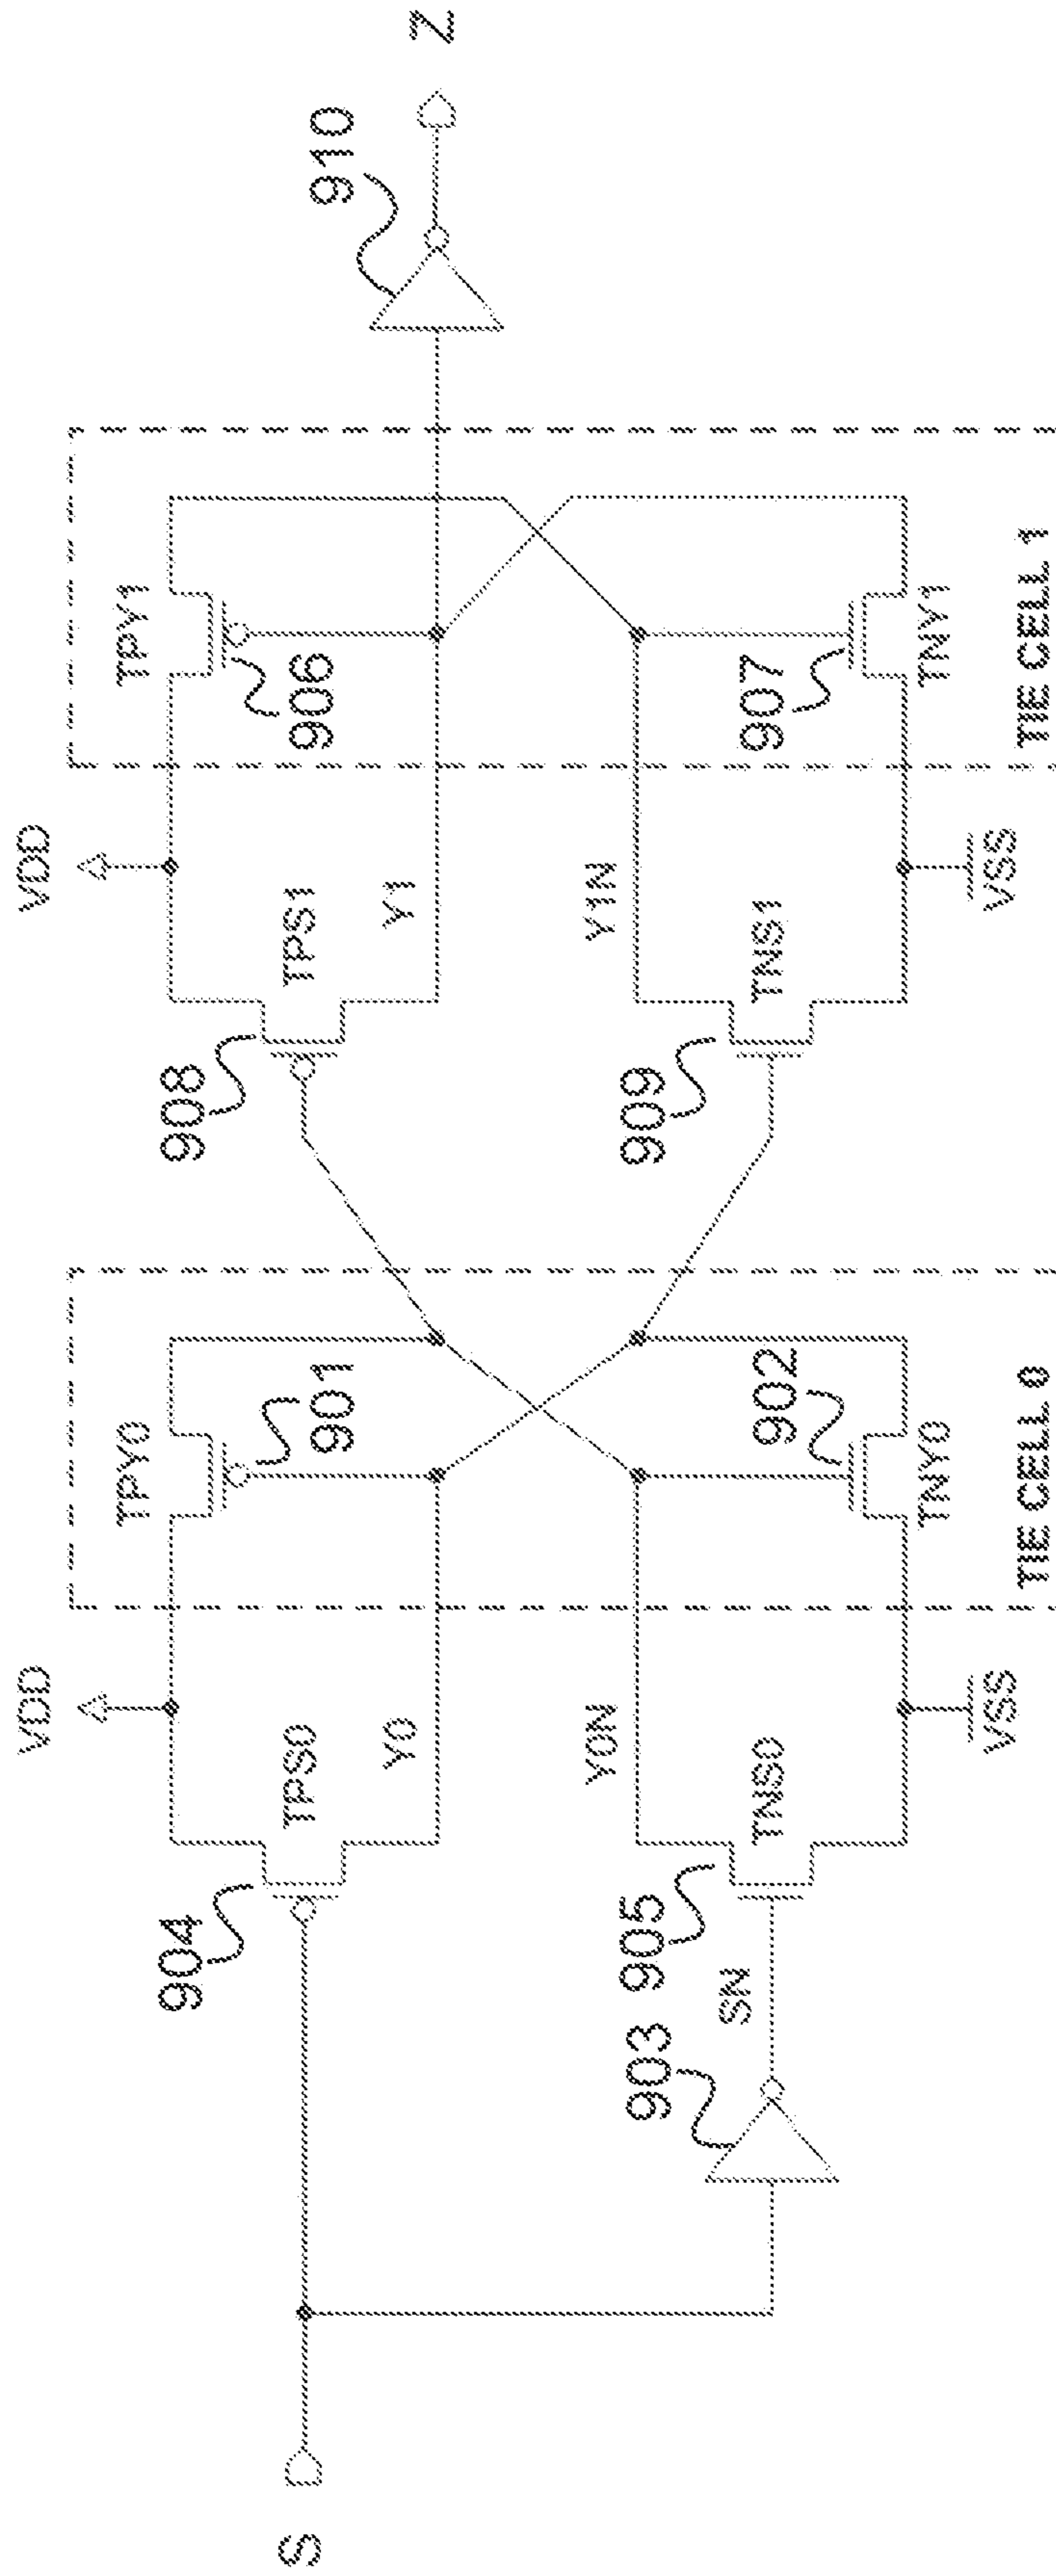 S
903
SN
904
TPS0
905
TNS0
VDD
Y0
Y0N
VSS
TPY0
901
902
TNY0
TIE CELL 0
908
TPS1
909
TNS1
VDD
Y1
Y1N
VSS
TPY1
906
907
TNY1
TIE CELL 1
910
Z